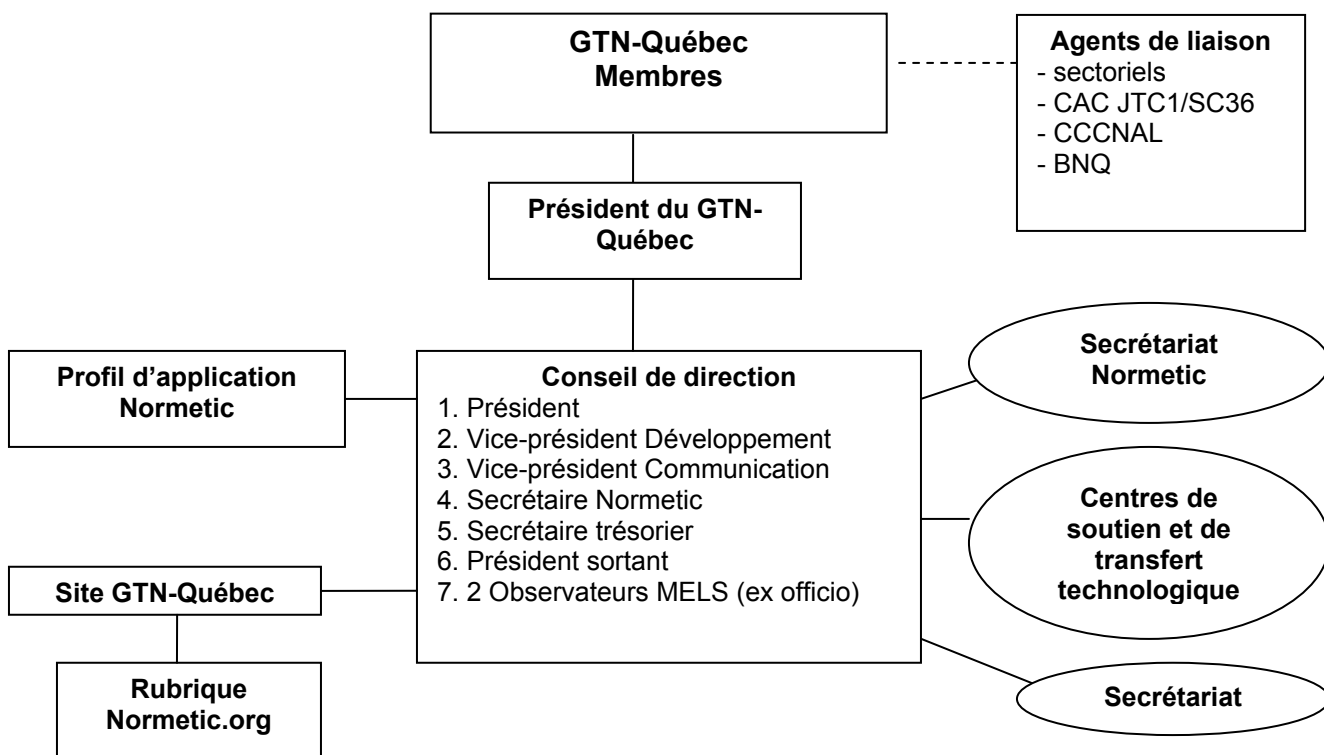 GTN-Québec
Membres
Agents de liaison
- sectoriels
- CAC JTC1/SC36
- CCCNAL
- BNQ
Président du GTN-
Québec
Profil d’application
Normetic
Conseil de direction
1. Président
2. Vice-président Développement
3. Vice-président Communication
4. Secrétaire Normetic
5. Secrétaire trésorier
6. Président sortant
7. 2 Observateurs MELS (ex officio)
Secrétariat
Normetic
Centres de
soutien et de
transfert
technologique
Site GTN-Québec
Rubrique
Normetic.org
Secrétariat